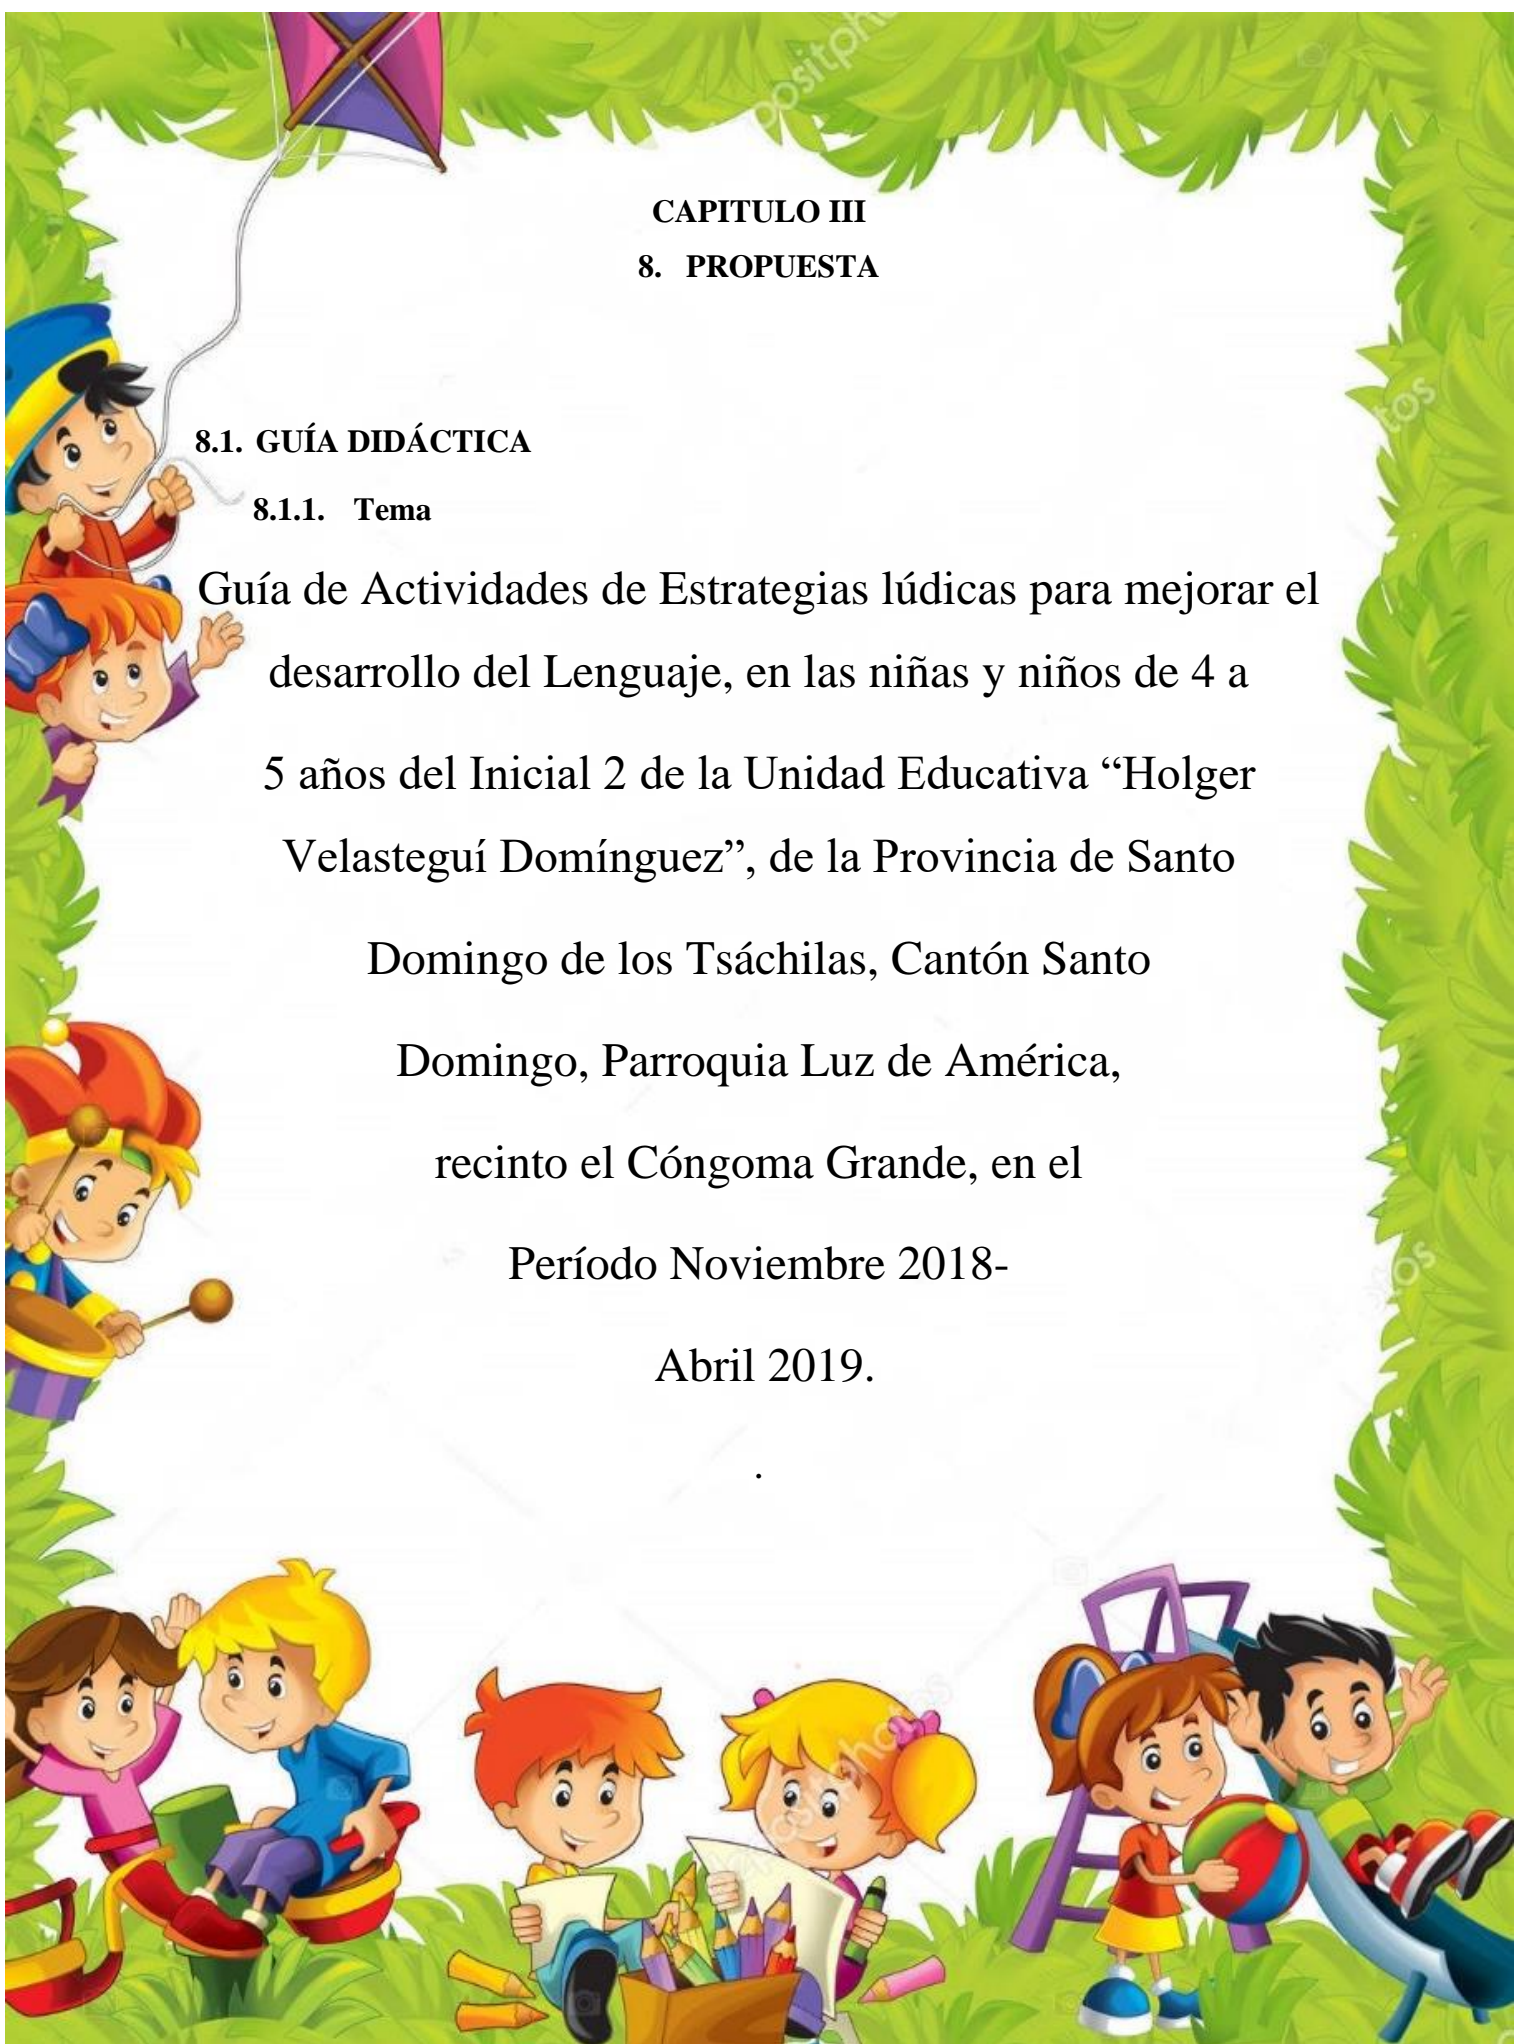 CAPITULO III
8. PROPUESTA
8.1. GUÍA DIDÁCTICA
8.1.1. Tema
Guía de Actividades de Estrategias lúdicas para mejorar el
desarrollo del Lenguaje, en las niñas y niños de 4 a
5 años del Inicial 2 de la Unidad Educativa “Holger
Velasteguí Domínguez”, de la Provincia de Santo
Domingo de los Tsáchilas, Cantón Santo
Domingo, Parroquia Luz de América,
recinto el Cóngoma Grande, en el
Período Noviembre 2018-
Abril 2019.
.